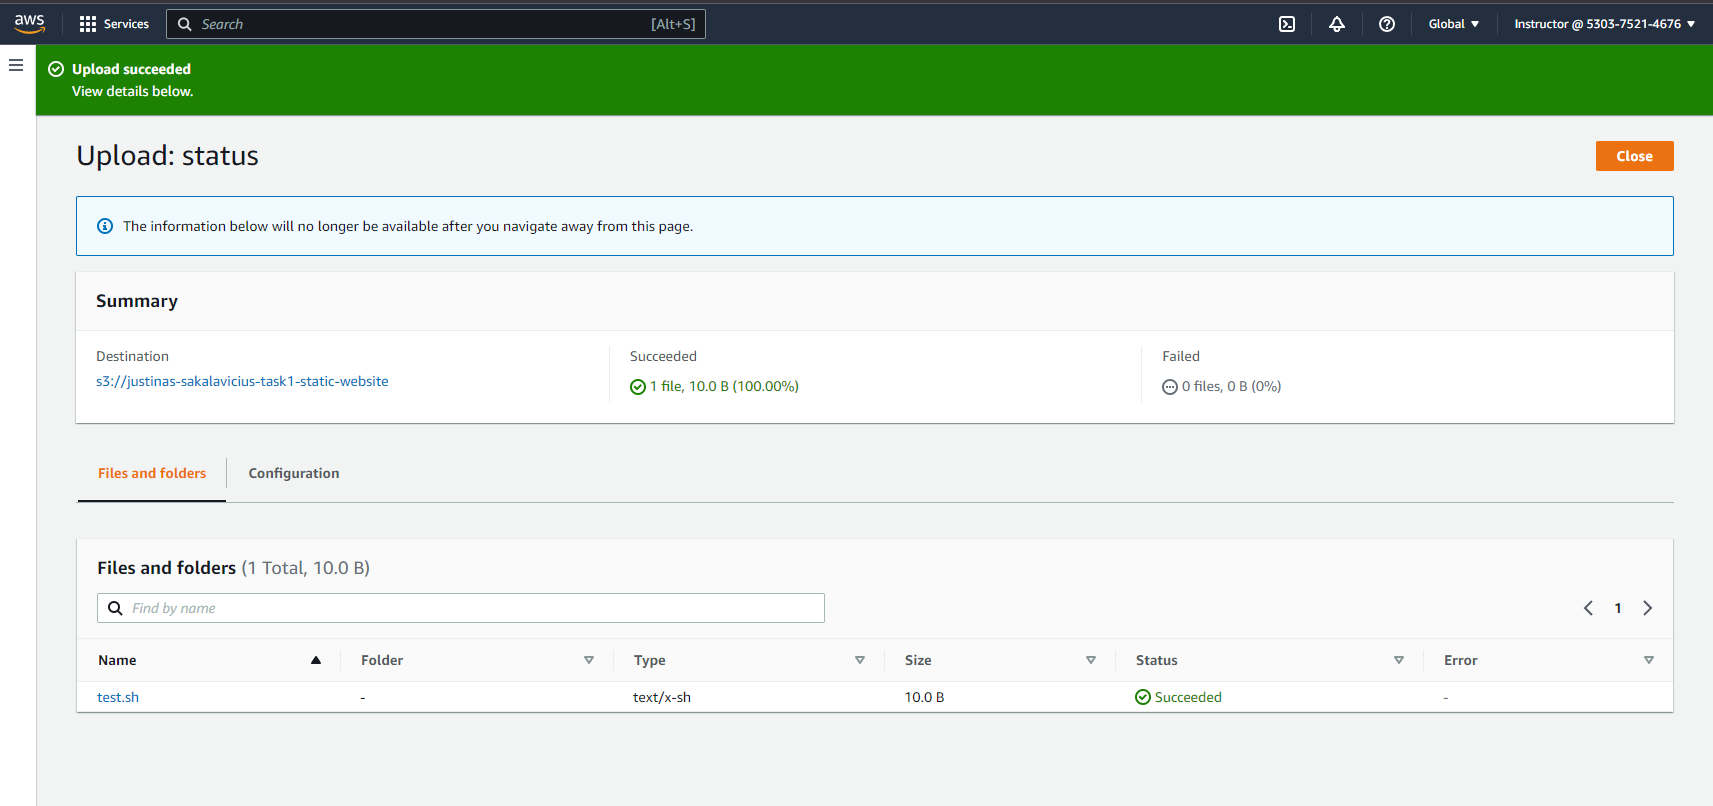 aws Services Search [Alt+S] Global Instructor @ 5303-7521-4676
Upload succeeded
View details below.
Upload: status
Close
The information below will no longer be available after you navigate away from this page.
Summary
Destination Succeeded Failed
s3://justinas-sakalavicius-task1-static-website 1 file, 10.0 B (100.00%) 0 files, 0 B (0%)
Files and folders Configuration
Files and folders (1 Total, 10.0 B)
Find by name 1
Name Folder Type Size Status Error
test.sh - text/x-sh 10.0 B Succeeded -